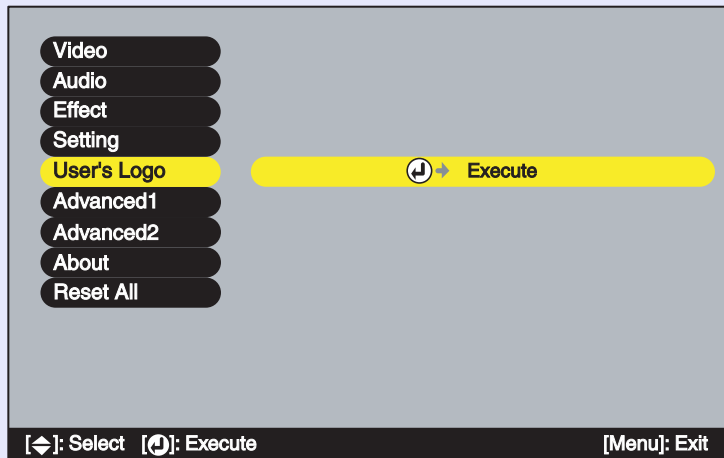 Video
Audio
Effect
Setting
User's Logo Execute
Advanced1
Advanced2
About
Reset All
[]: Select []: Execute [Menu]: Exit